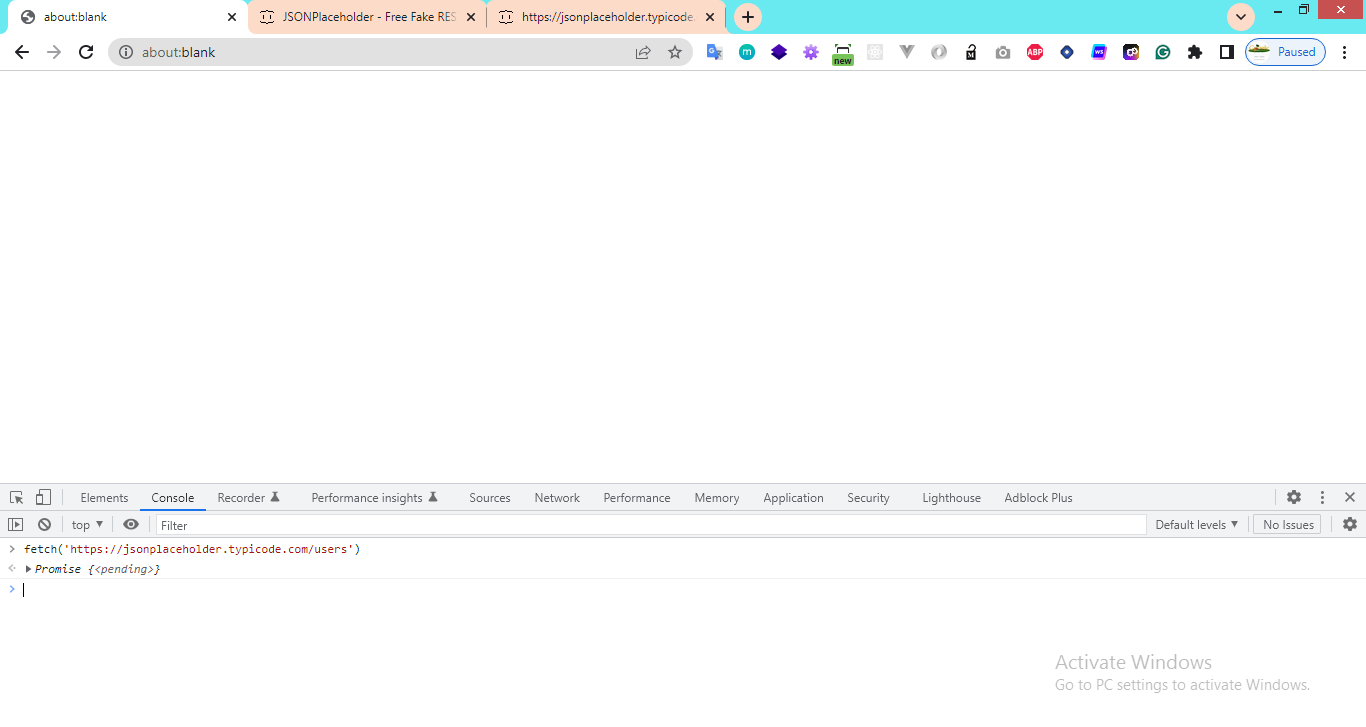 about:blank
JSONPlaceholder - Free Fake RES
https://jsonplaceholder.typicode.
about:blank
new
ABP
WS
Paused
Elements Console Recorder Performance insights Sources Network Performance Memory Application Security Lighthouse Adblock Plus
top ▼ Filter Default levels ▼ No Issues
> fetch('https://jsonplaceholder.typicode.com/users')
<· ▶ Promise {<pending>}
>
Activate Windows
Go to PC settings to activate Windows.